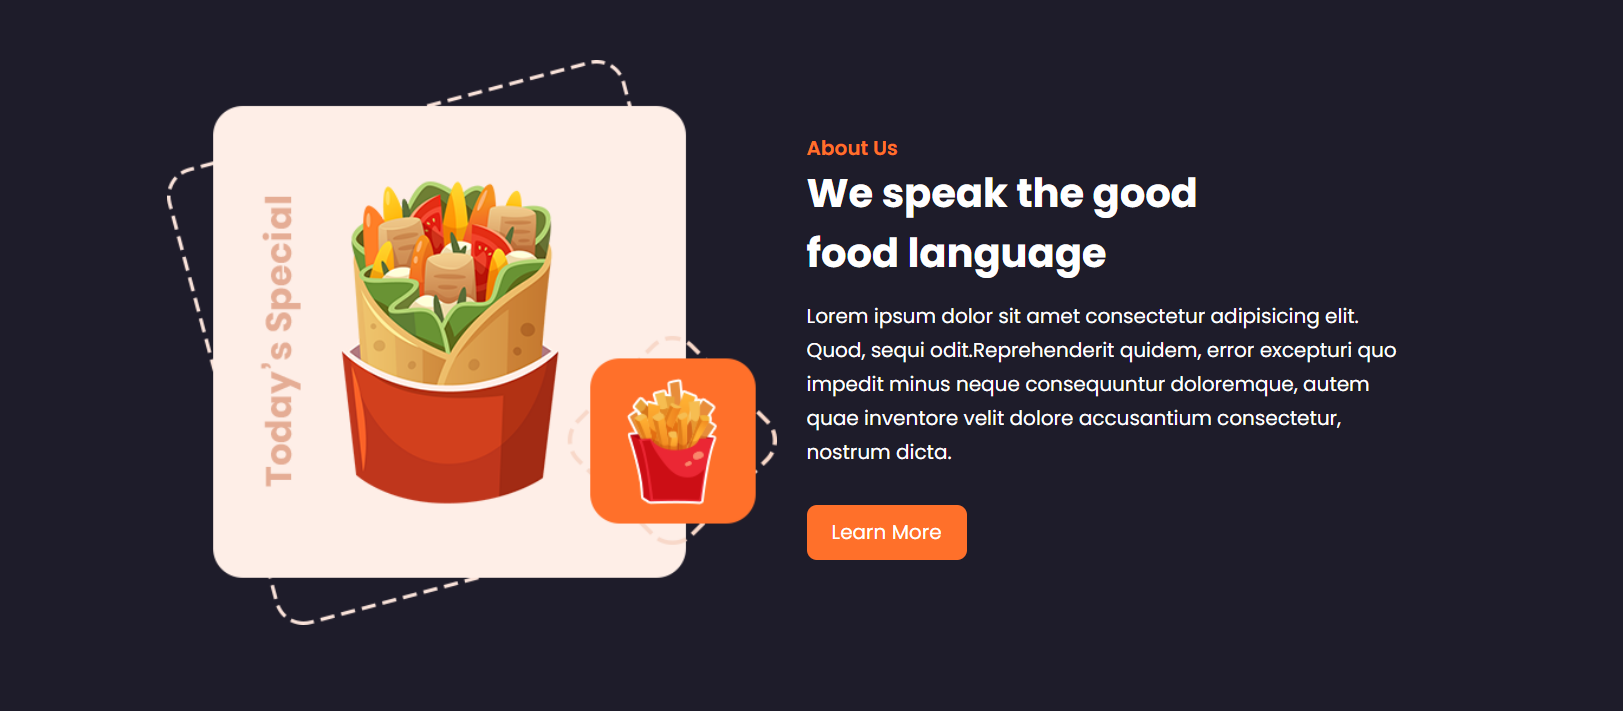 Today's Special
About Us
We speak the good
food language
Lorem ipsum dolor sit amet consectetur adipisicing elit.
Quod, sequi odit.Reprehenderit quidem, error excepturi quo
impedit minus neque consequuntur doloremque, autem
quae inventore velit dolore accusantium consectetur,
nostrum dicta.
Learn More